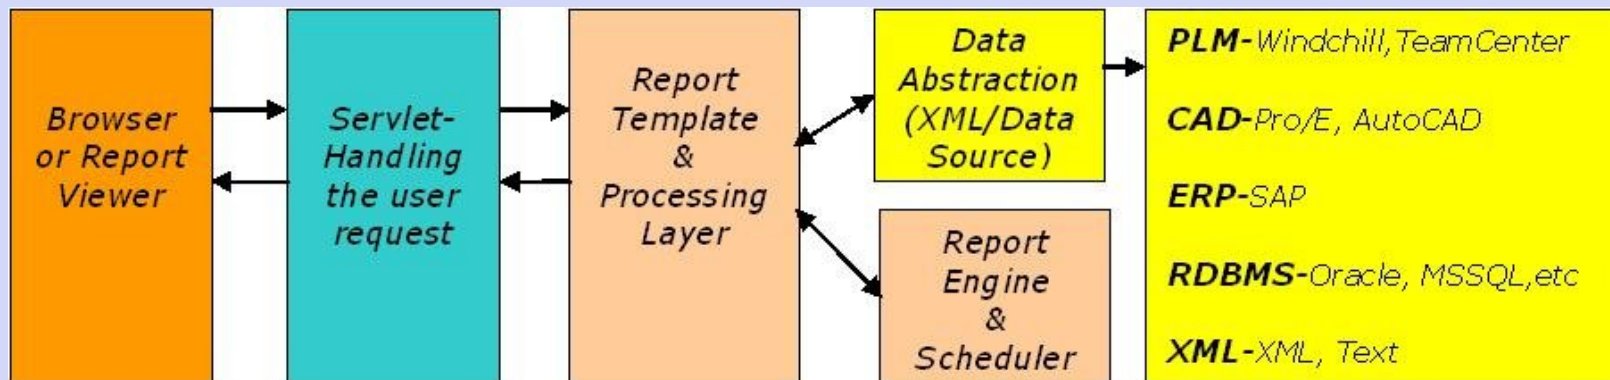 Browser
or Report
Viewer
Servlet-
Handling
the user
request
Report
Template
&
Processing
Layer
Data
Abstraction
(XML/Data
Source)
Report
Engine
&
Scheduler
PLM-Windchill,TeamCenter
CAD-Pro/E, AutoCAD
ERP-SAP
RDBMS-Oracle, MSSQL,etc
XML-XML, Text